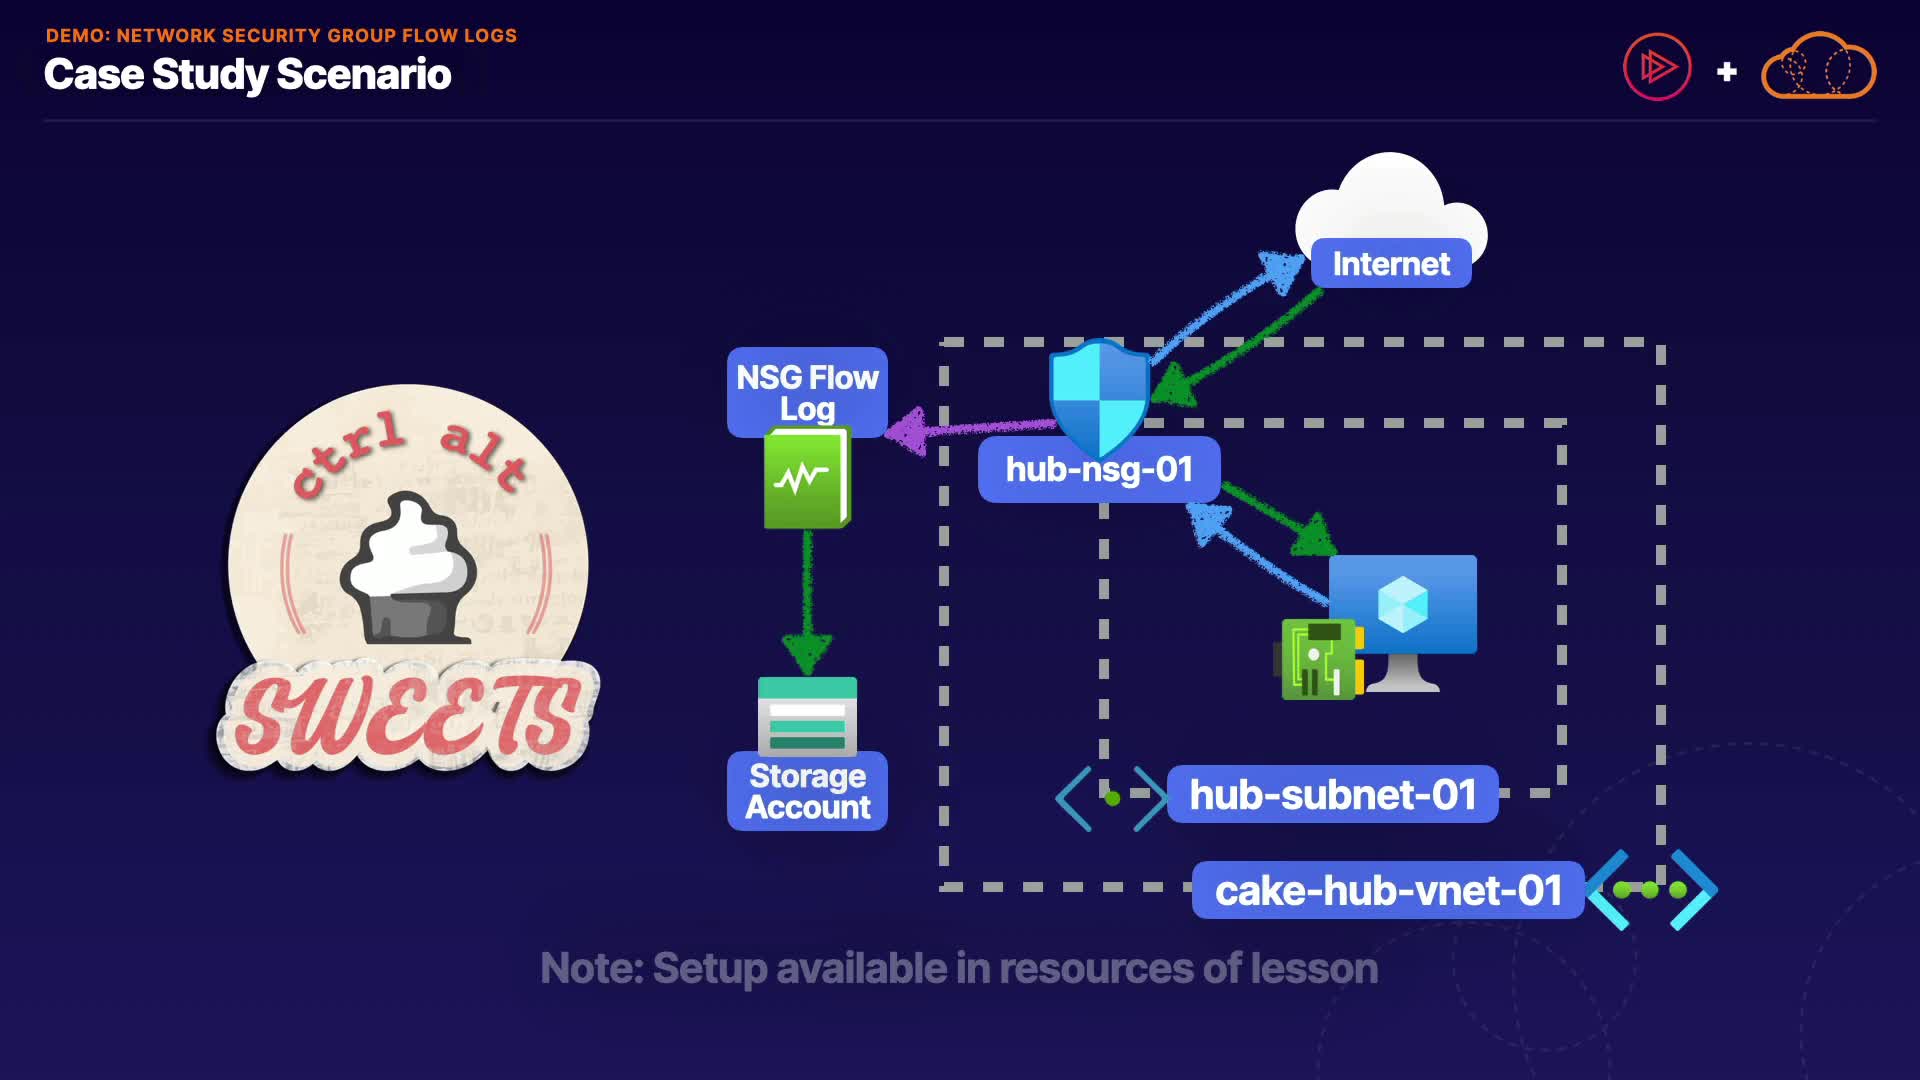 DEMO: NETWORK SECURITY GROUP FLOW LOGS
Case Study Scenario
Internet
NSG Flow
Log
hub-nsg-01
ctrl alt
SWEETS
Storage
Account
hub-subnet-01
cake-hub-vnet-01
Note: Setup available in resources of lesson